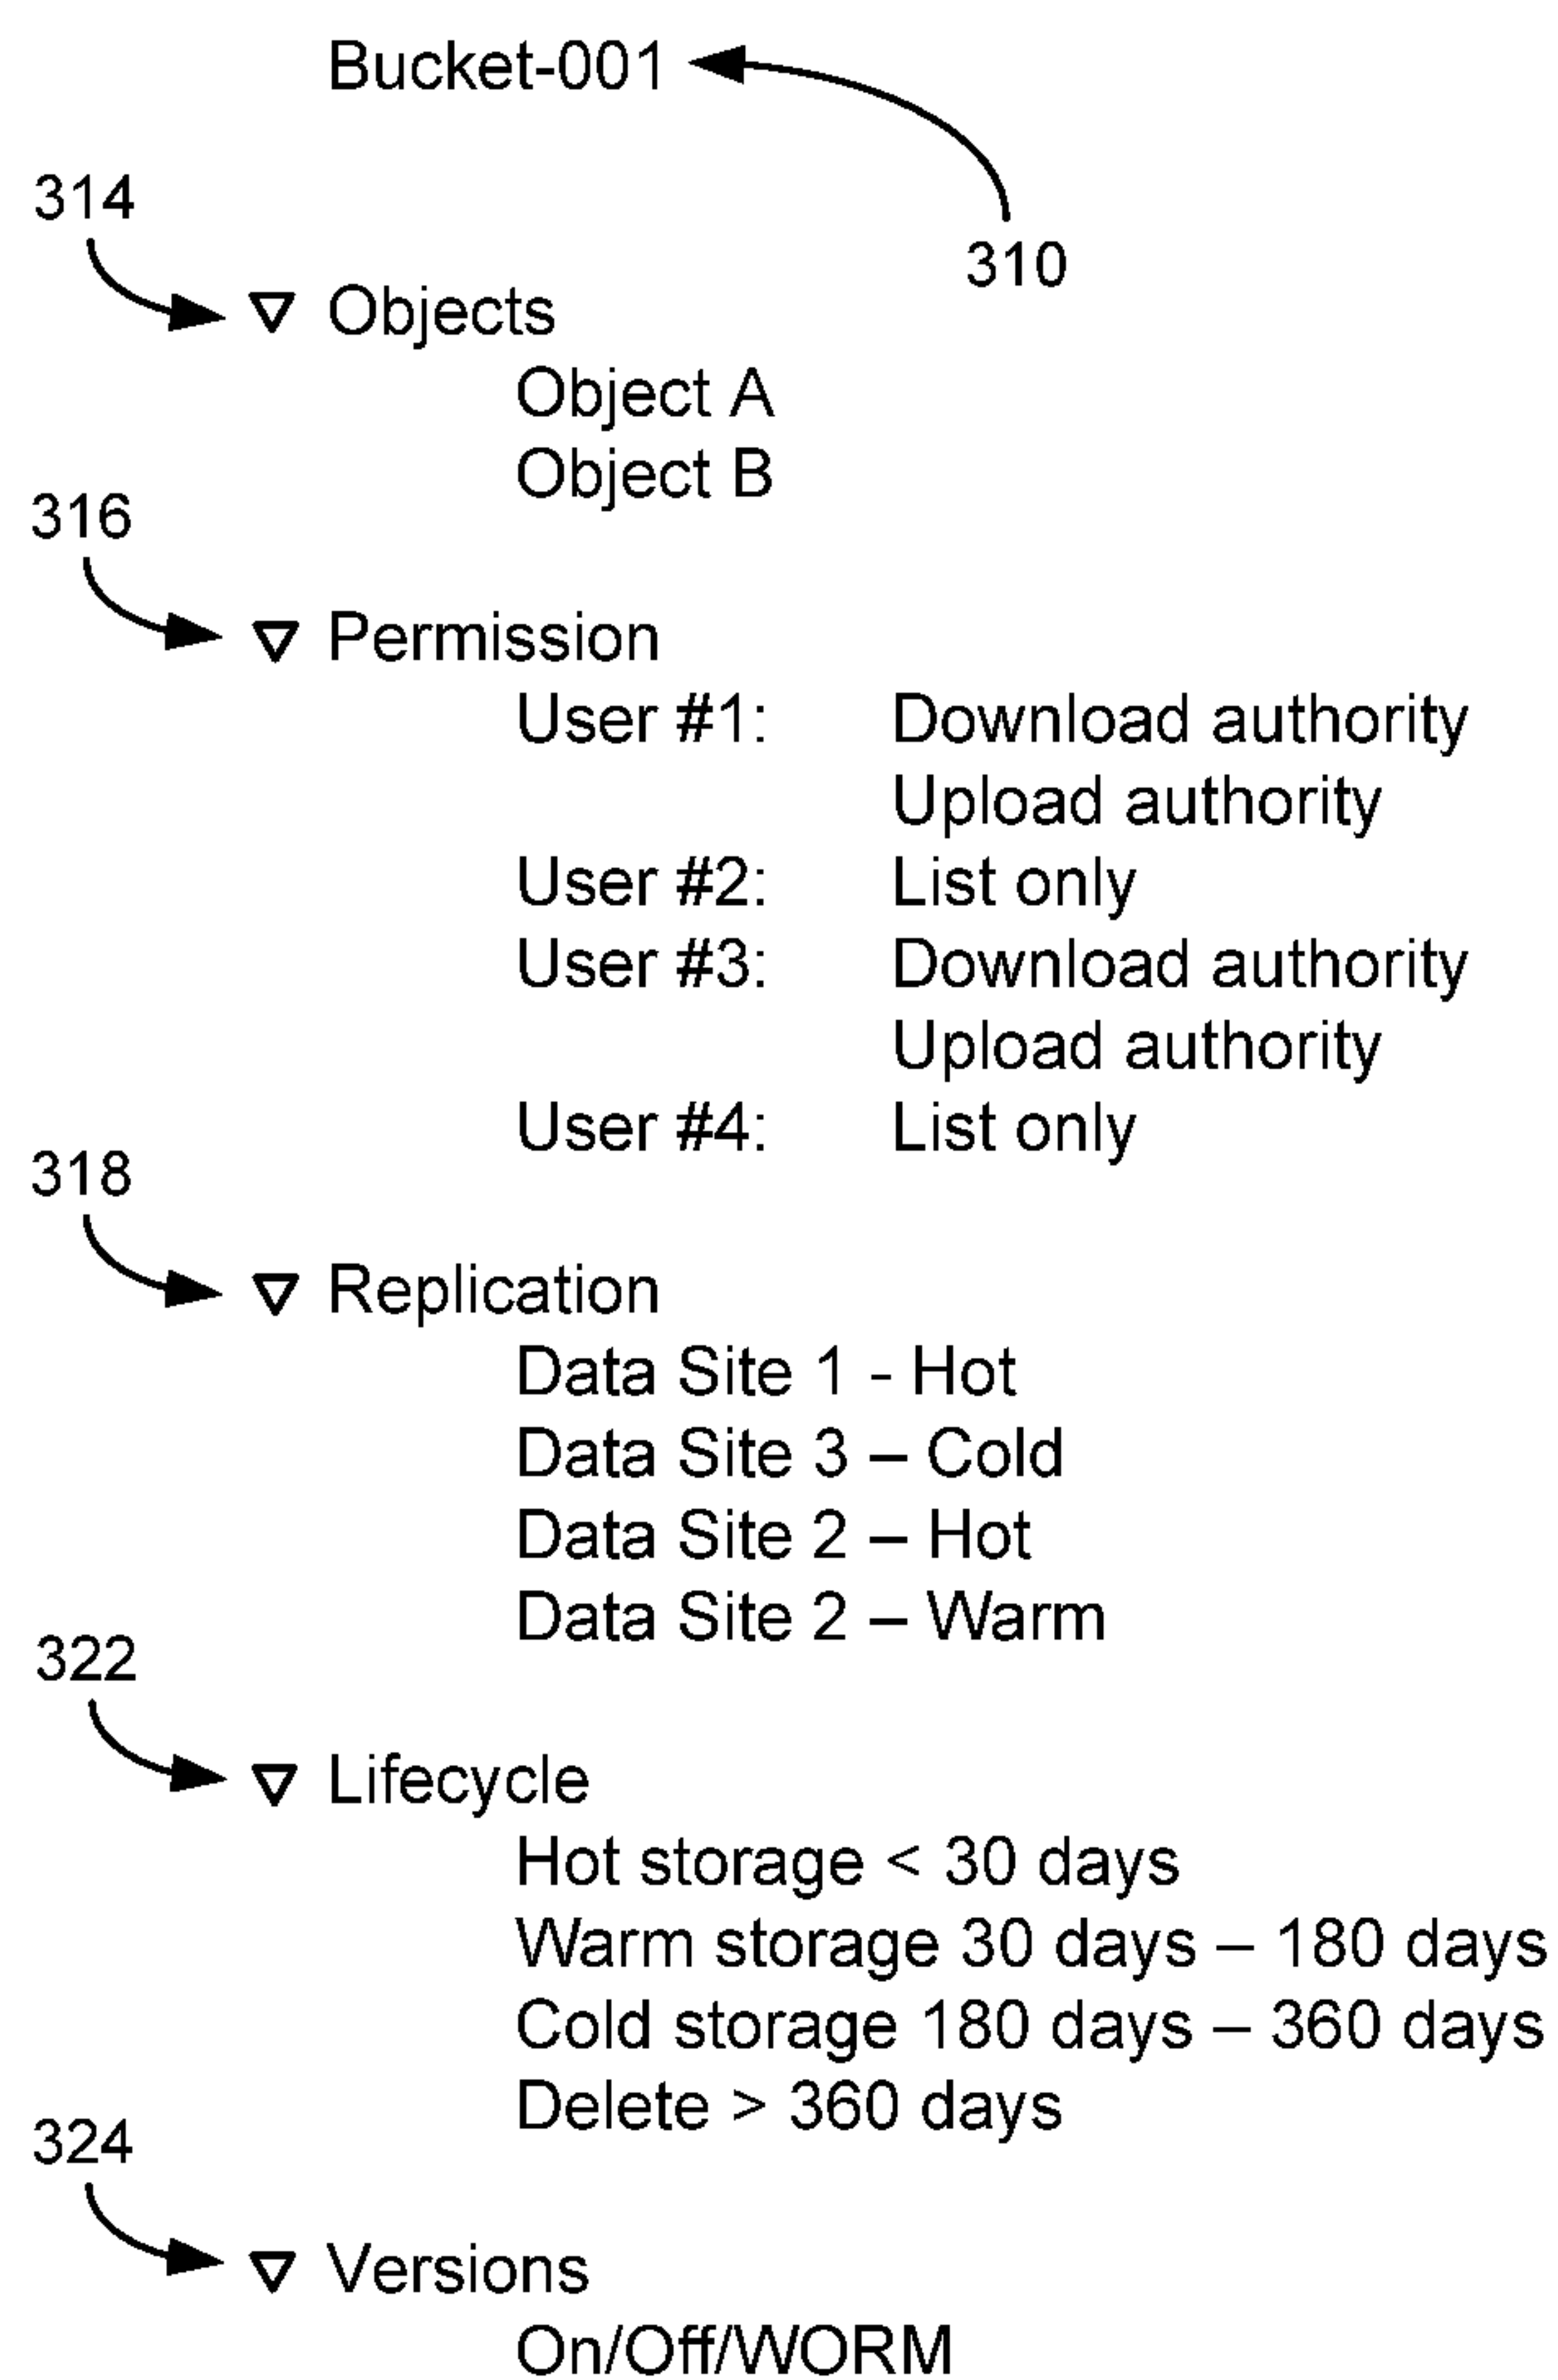 Bucket-001
314
310
Objects
Object A
Object B
316
Permission
User #1: Download authority
Upload authority
User #2: List only
User #3: Download authority
Upload authority
User #4: List only
318
Replication
Data Site 1 - Hot
Data Site 3 – Cold
Data Site 2 – Hot
Data Site 2 – Warm
322
Lifecycle
Hot storage < 30 days
Warm storage 30 days – 180 days
Cold storage 180 days – 360 days
Delete > 360 days
324
Versions
On/Off/WORM